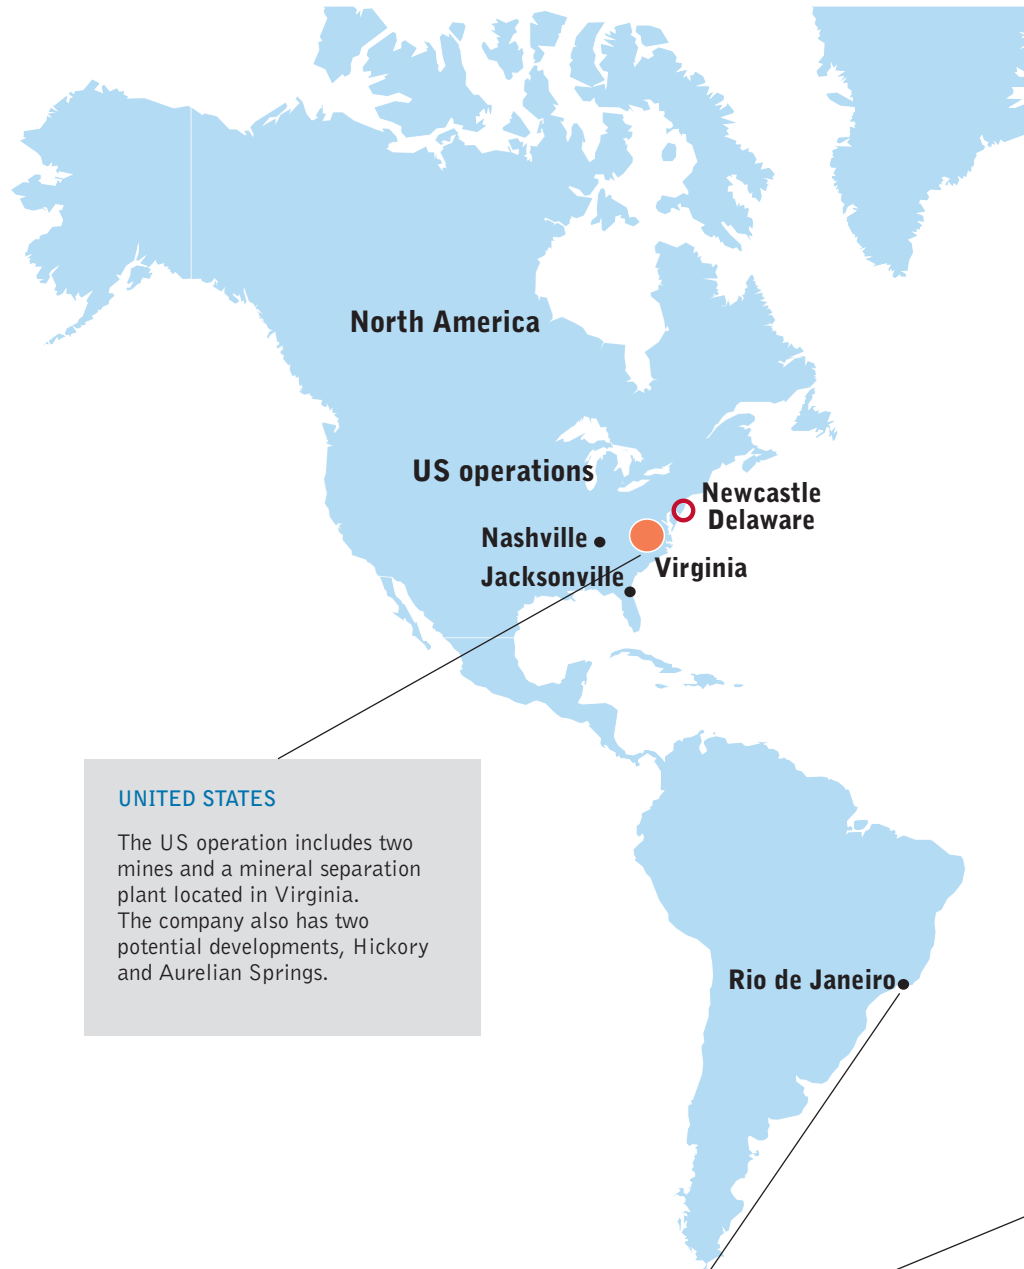 North America
US operations
Newcastle
Delaware
Nashville
Virginia
Jacksonville
UNITED STATES
The US operation includes two
mines and a mineral separation
plant located in Virginia.
The company also has two
potential developments, Hickory
and Aurelian Springs.
Rio de Janeiro